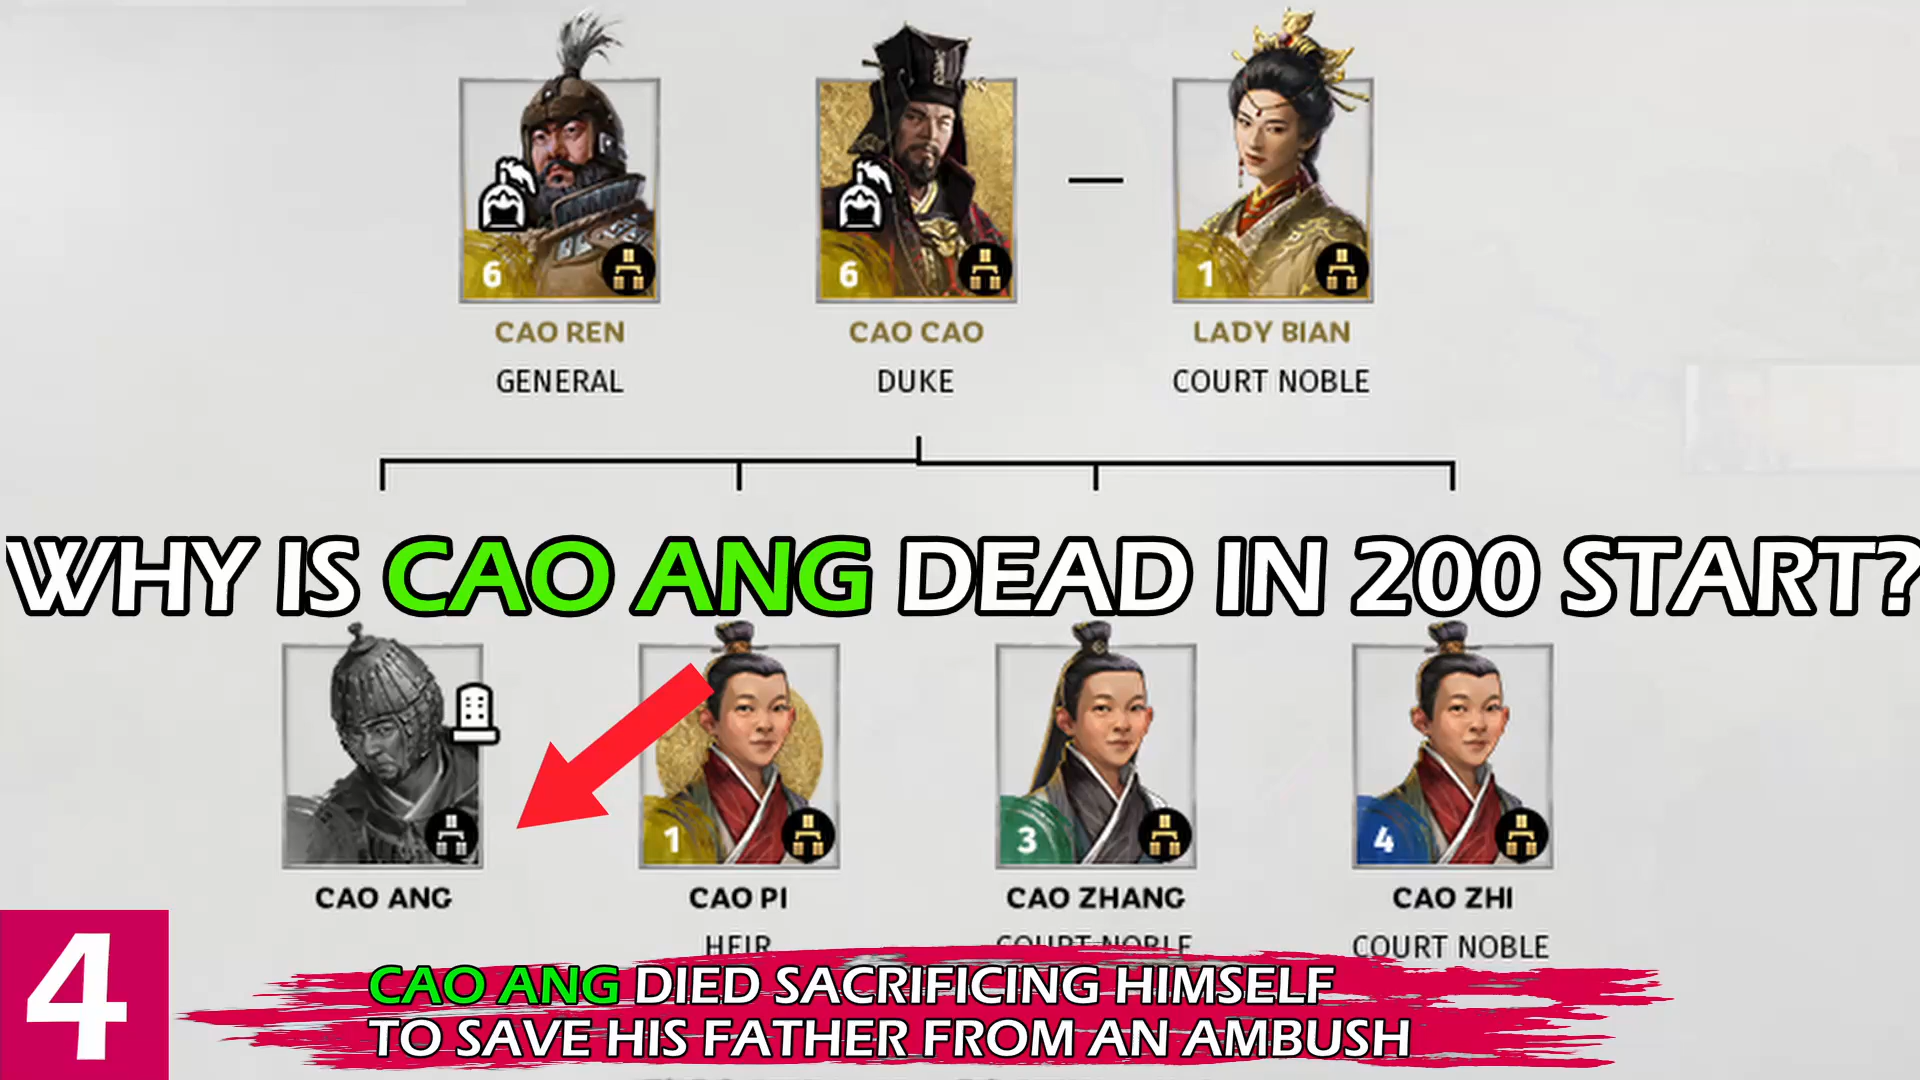 6
6
1
CAO REN
CAO CAO
LADY BIAN
GENERAL
DUKE
COURT NOBLE
WHY IS CAO ANG DEAD IN 200 START?
1
3
4
CAO ANG
CAO PI
CAO ZHANG
CAO ZHI
HEIR
COURT NOBLE
COURT NOBLE
4
CAO ANG DIED SACRIFICING HIMSELF
TO SAVE HIS FATHER FROM AN AMBUSH